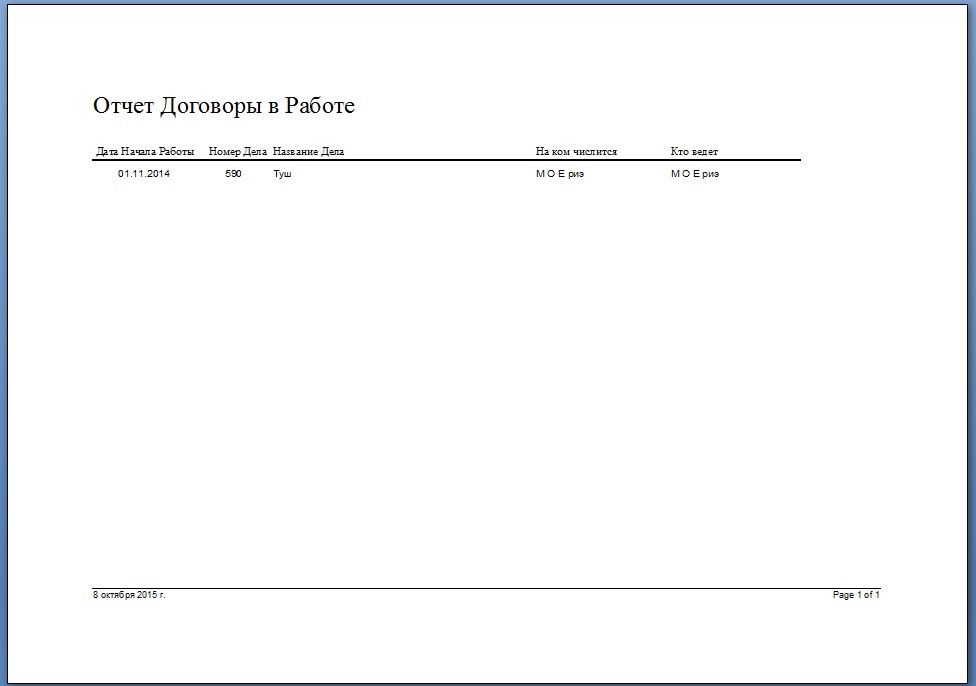 Отчет Договоры в Работе
Дата Начала Работы Номер Дела Название Дела На ком числится Кто ведет
01.11.2014 590 Туш М О Е риэ М О Е риэ
8 октября 2015 г. Page 1 of 1